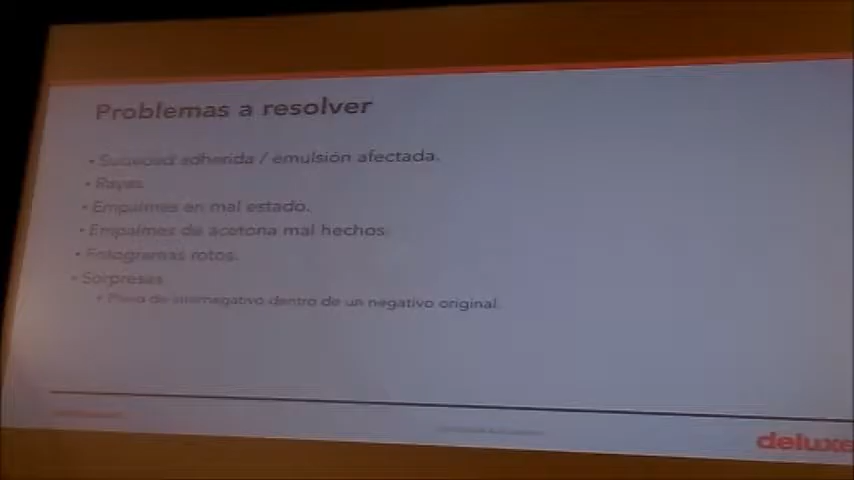 Problemas a resolver
• Suciedad adherida / emulsión afectada.
• Rayas
• Empalmes en mal estado.
• Empalmes de acetona mal hechos.
• Fotogramas rotos.
• Sorpresas
• Plano de internegativo dentro de un negativo original.
deluxe